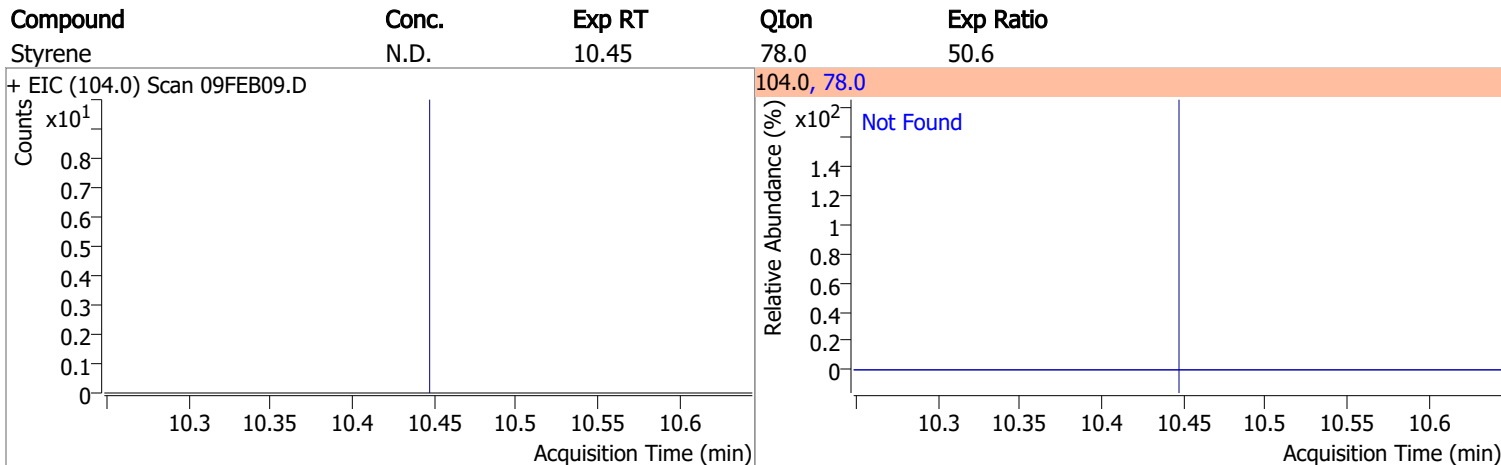 Compound Conc. Exp RT QIon Exp Ratio
Styrene N.D. 10.45 78.0 50.6
+ EIC (104.0) Scan 09FEB09.D
Counts
x10¹
0.8
0.7
0.6
0.5
0.4
0.3
0.2
0.1
0
10.3 10.35 10.4 10.45 10.5 10.55 10.6
Acquisition Time (min)
104.0, 78.0
Relative Abundance (%)
x10²
Not Found
1.4
1.2
1
0.8
0.6
0.4
0.2
0
10.3 10.35 10.4 10.45 10.5 10.55 10.6
Acquisition Time (min)